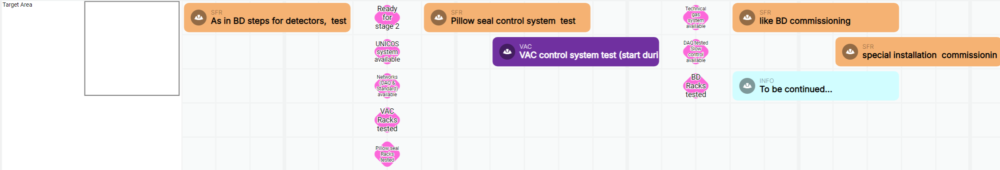 Target Area
SFR
As in BD steps for detectors, test
Ready
for
stage 2
SFR
Pillow seal control system test
Technical
gas
system
available
SFR
like BD commissioning
UNICOS
system
available
VAC
VAC control system test (start duri
DAQ tested
Slow
control
available
SFR
special installation commissionin
Networks
(DAQ &
Standard)
available
BD
Racks
tested
INFO
To be continued...
VAC
Racks
tested
Pillow seal
Racks
tested